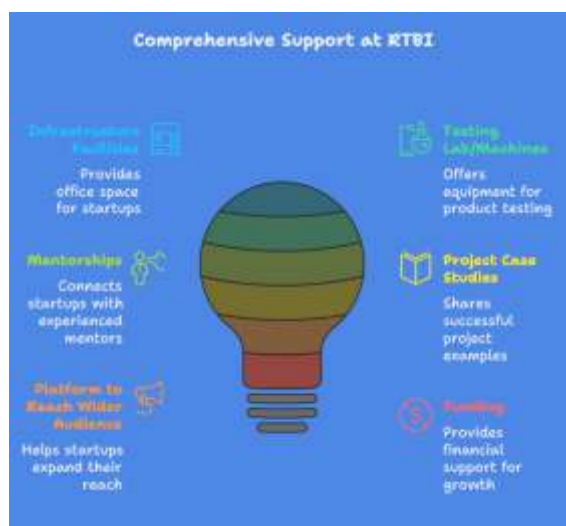 Comprehensive Support at RTBI
Infrastructure
Facilities
Provides
office space
for startups
Testing
Lab/Machines
Offers
equipment for
product testing
Mentorships
Connects
startups with
experienced
mentors
Project Case
Studies
Shares
successful
project
examples
Platform to
Reach Wider
Audience
Helps startups
expand their
reach
Funding
Provides
financial
support for
growth